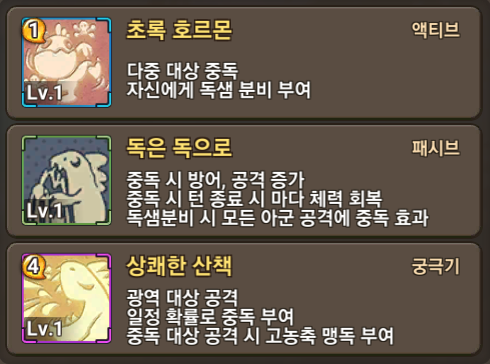 1
초록 호르몬
액티브
다중 대상 중독
자신에게 독샘 분비 부여
Lv.1
독은 독으로
패시브
중독 시 방어, 공격 증가
중독 시 턴 종료 시 마다 체력 회복
독샘분비 시 모든 아군 공격에 중독 효과
Lv.1
4
상쾌한 산책
궁극기
광역 대상 공격
일정 확률로 중독 부여
중독 대상 공격 시 고농축 맹독 부여
Lv.1